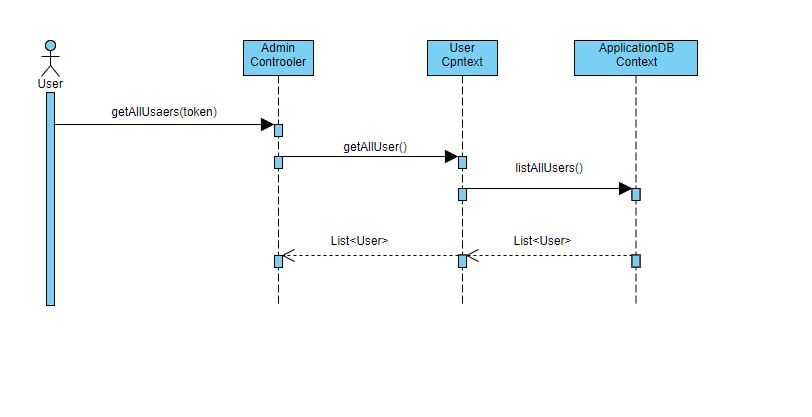 Admin
Controoler
User
Cpntext
ApplicationDB
Context
User
getAllUsaers(token)
getAllUser()
listAllUsers()
List<User>
List<User>